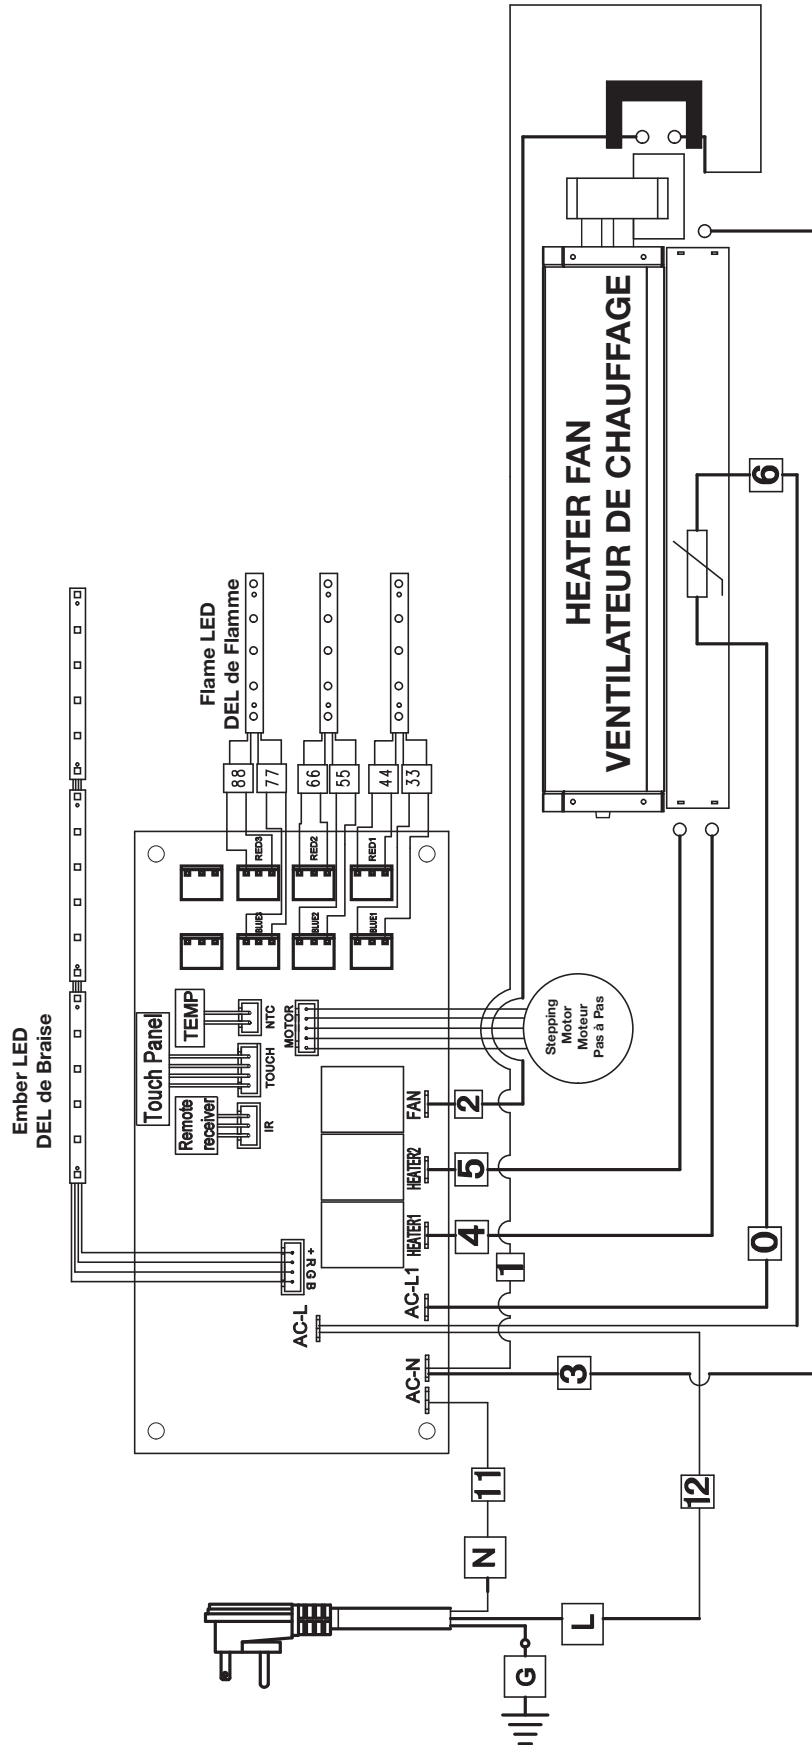 Ember LED
DEL de Braise
Flame LED
DEL de Flamme
88
77
66
55
44
33
RED3
RED2
RED1
BLUE3
BLUE2
BLUE1
Touch Panel
TEMP
Remote
receiver
NTC
TOUCH
IR
MOTOR
Stepping
Motor
Moteur
Pas à Pas
HEATER FAN
VENTILATEUR DE CHAUFFAGE
FAN
HEATER2
HEATER1
+ R G B
AC-L
AC-L1
AC-N
2
5
4
1
3
0
6
11
12
N
L
G